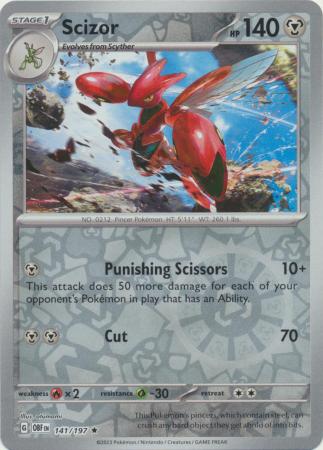 STAGE 1
Scizor
HP 140
Evolves from Scyther
NO. 0212 Pincer Pokémon HT: 5'11" WT: 260.1 lbs.
Punishing Scissors 10+
This attack does 50 more damage for each of your
opponent's Pokémon in play that has an Ability.
Cut 70
weakness x2 resistance -30 retreat
Illus. otumami
G OBF EN 141/197
This Pokémon's pincers, which contain steel, can
crush any hard object they get ahold of into bits.
©2023 Pokémon / Nintendo / Creatures / GAME FREAK